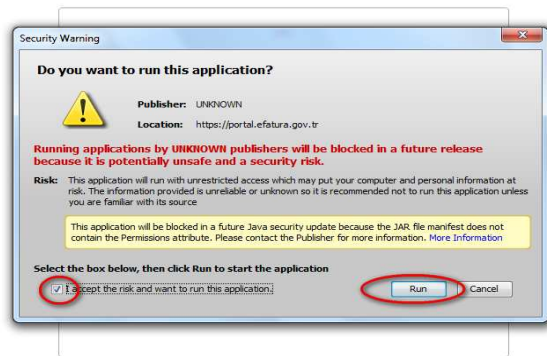 Security Warning
Do you want to run this application?
Publisher: UNKNOWN
Location: https://portal.efatura.gov.tr
Running applications by UNKNOWN publishers will be blocked in a future release
because it is potentially unsafe and a security risk.
Risk: This application will run with unrestricted access which may put your computer and personal information at
risk. The information provided is unreliable or unknown so it is recommended not to run this application unless
you are familiar with its source
This application will be blocked in a future Java security update because the JAR file manifest does not
contain the Permissions attribute. Please contact the Publisher for more information. More Information
Select the box below, then click Run to start the application
I accept the risk and want to run this application. Run Cancel